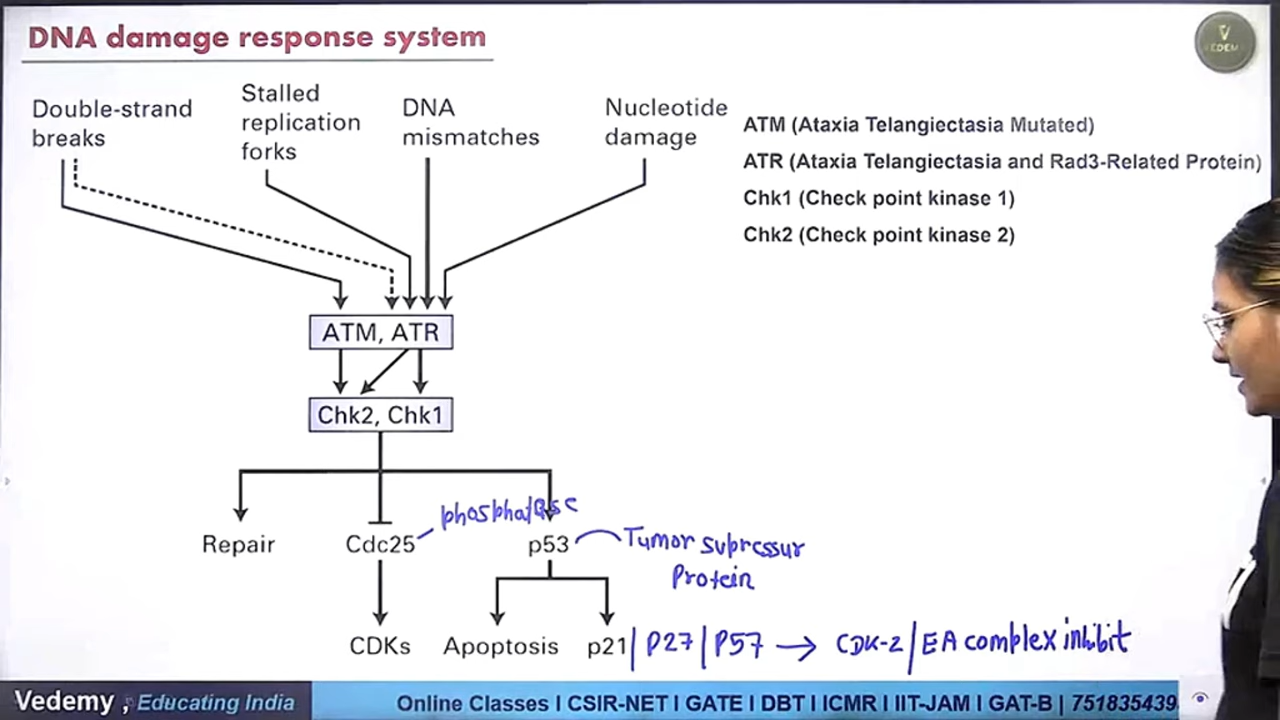 DNA damage response system
VEDEMY
Double-strand
breaks
Stalled
replication
forks
DNA
mismatches
Nucleotide
damage
ATM (Ataxia Telangiectasia Mutated)
ATR (Ataxia Telangiectasia and Rad3-Related Protein)
Chk1 (Check point kinase 1)
Chk2 (Check point kinase 2)
ATM, ATR
Chk2, Chk1
phosphatase
Repair
Cdc25
p53
Tumor supressur
Protein
CDKs
Apoptosis
p21 | P27 | P57 → CDK-2 / EA complex inhibit
Vedemy , Educating India
Online Classes I CSIR-NET I GATE I DBT I ICMR I IIT-JAM I GAT-B | 751835439